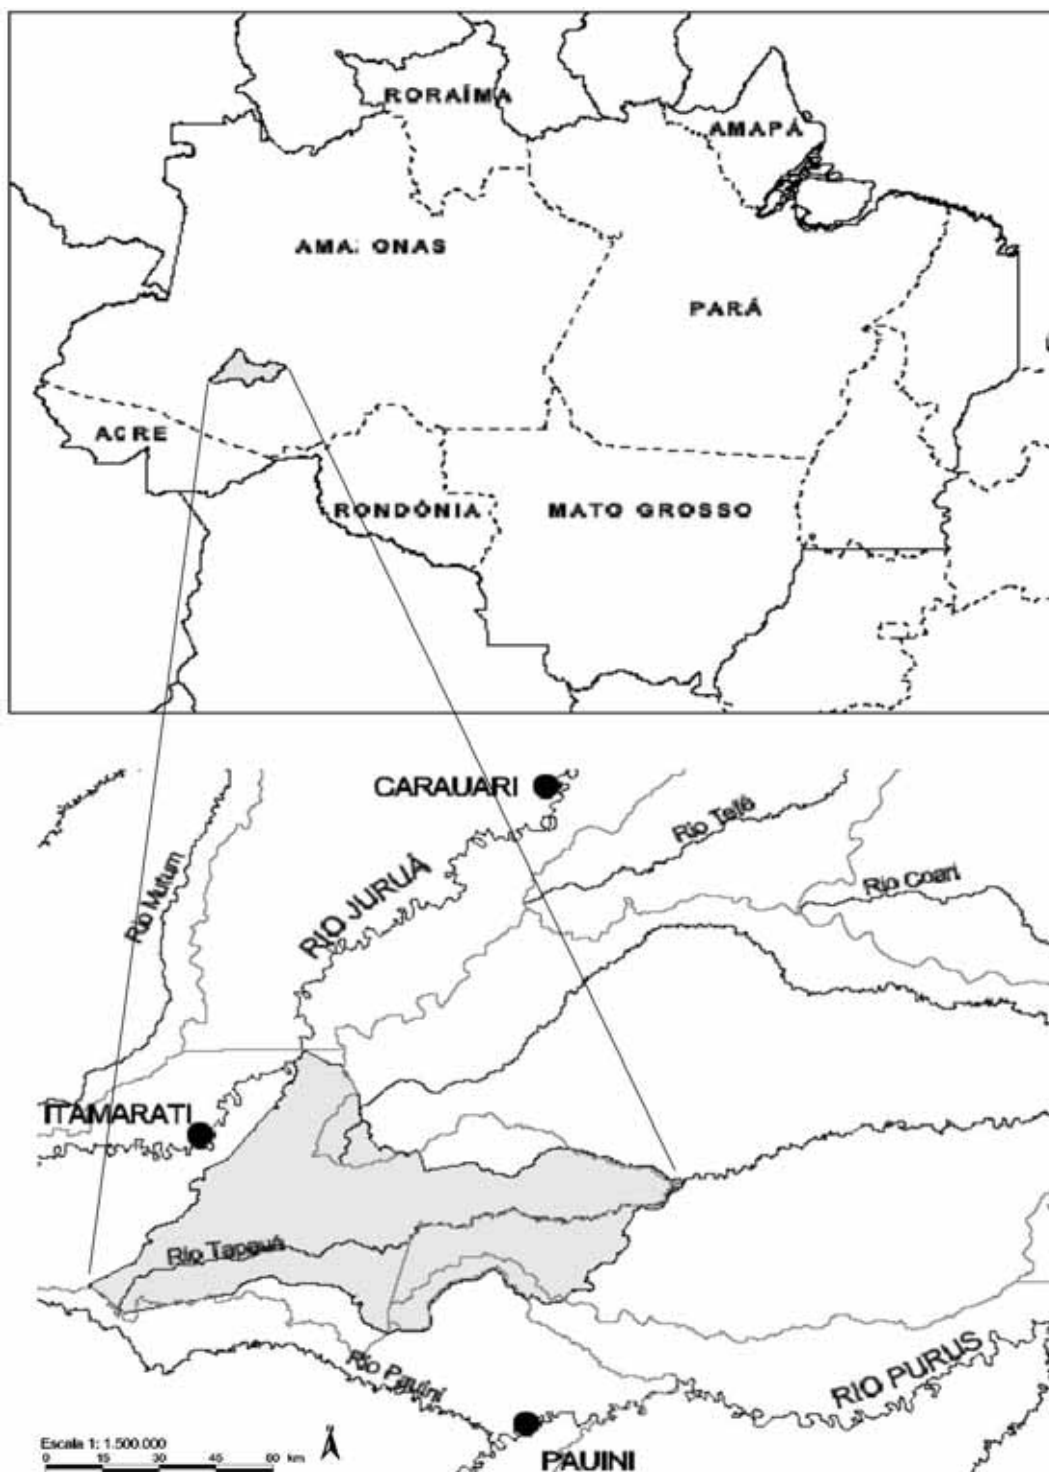 RORAÍMA
AMAPÁ
AMA: ONAS
PARÁ
ACRE
RONDÔNIA
MATO GROSSO
CARAUARI
Rio Tefé
Rio Mutum
RIO JURUÁ
Rio Coari
ITAMARATI
Rio Tapauá
Rio Pauini
RIO PURUS
PAUINI
Escala 1: 1.500.000
0 15 30 45 60 km